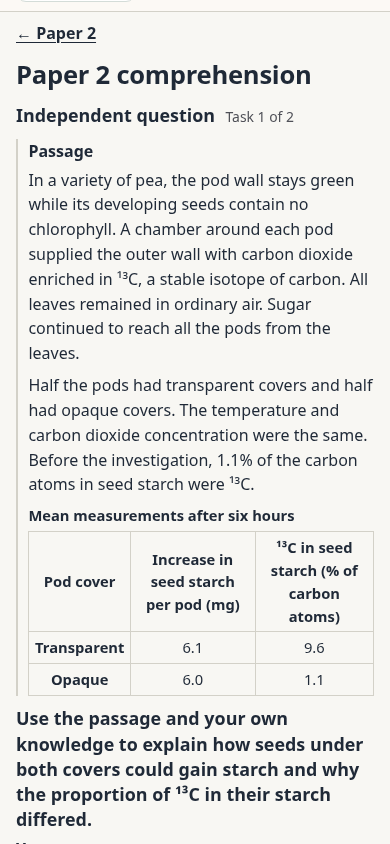 ← Paper 2
Paper 2 comprehension
Independent question Task 1 of 2
Passage
In a variety of pea, the pod wall stays green
while its developing seeds contain no
chlorophyll. A chamber around each pod
supplied the outer wall with carbon dioxide
enriched in ¹³C, a stable isotope of carbon. All
leaves remained in ordinary air. Sugar
continued to reach all the pods from the
leaves.
Half the pods had transparent covers and half
had opaque covers. The temperature and
carbon dioxide concentration were the same.
Before the investigation, 1.1% of the carbon
atoms in seed starch were ¹³C.
Mean measurements after six hours
Pod cover
Increase in
seed starch
per pod (mg)
¹³C in seed
starch (% of
carbon
atoms)
Transparent 6.1 9.6
Opaque 6.0 1.1
Use the passage and your own
knowledge to explain how seeds under
both covers could gain starch and why
the proportion of ¹³C in their starch
differed.